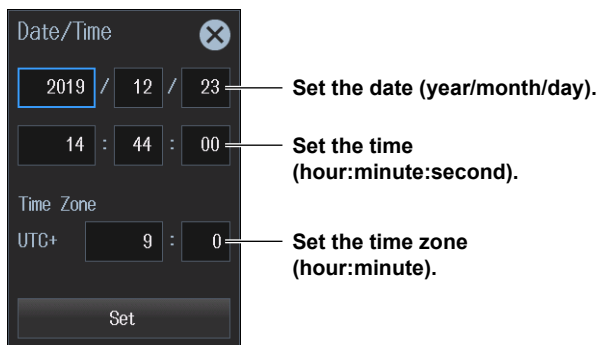 Date/Time
2019 / 12 / 23
Set the date (year/month/day).
14 : 44 : 00
Set the time
(hour:minute:second).
Time Zone
UTC+ 9 : 0
Set the time zone
(hour:minute).
Set